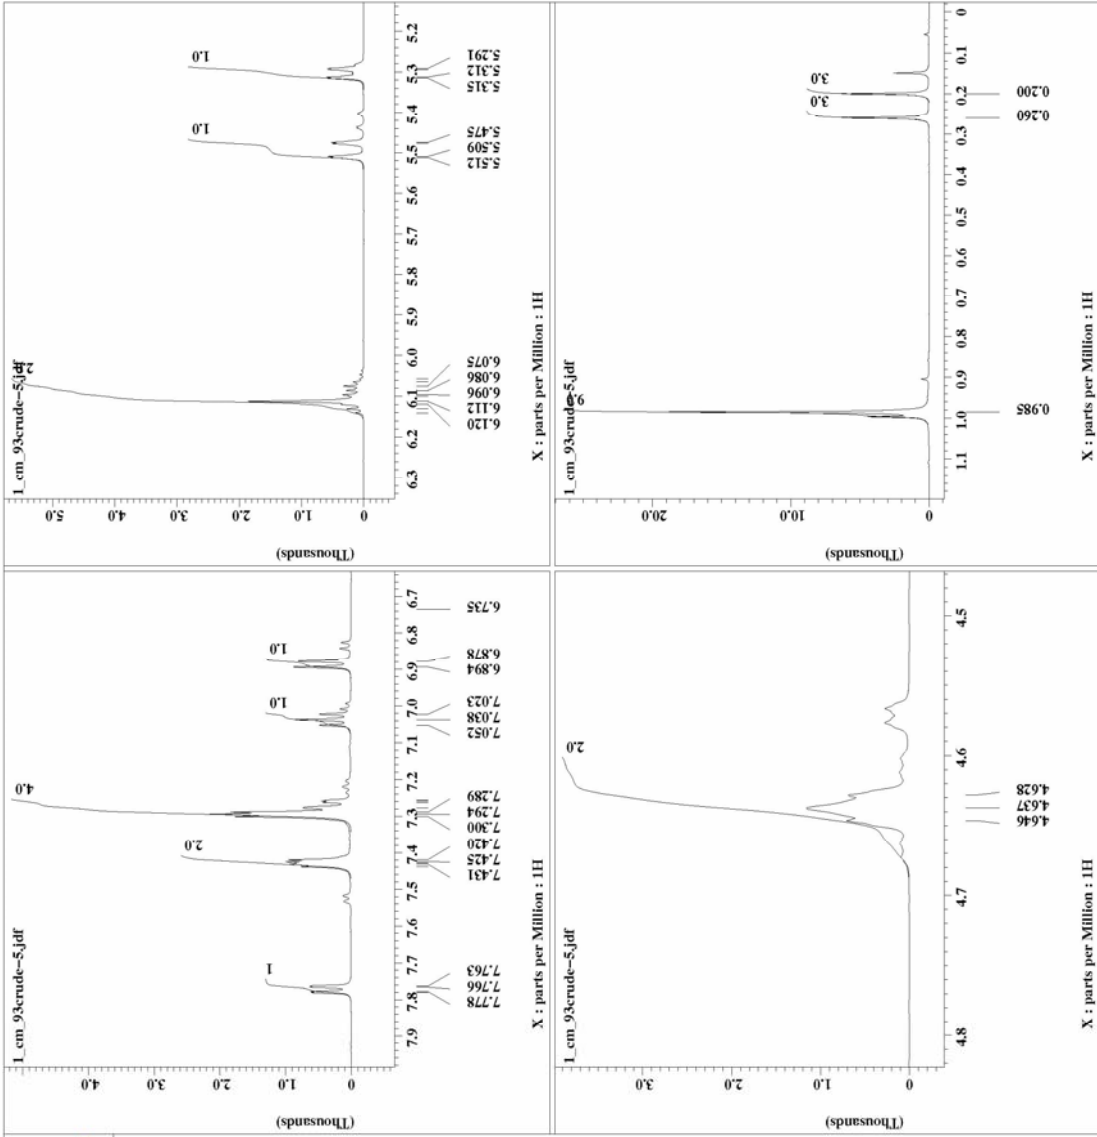 1_cm_93crude-5.jdf
1
2.0
4.0
1.0
1.0
(Thousands)
0 1.0 2.0 3.0 4.0
7.9 7.8 7.7 7.6 7.5 7.4 7.3 7.2 7.1 7.0 6.9 6.8 6.7
7.778
7.766
7.763
7.431
7.425
7.420
7.300
7.294
7.289
7.052
7.038
7.023
6.894
6.878
6.735
X : parts per Million : 1H
1_cm_93crude-5.jdf
1.0
1.0
(Thousands)
0 1.0 2.0 3.0 4.0 5.0
6.3 6.2 6.1 6.0 5.9 5.8 5.7 5.6 5.5 5.4 5.3 5.2
6.120
6.112
6.096
6.086
6.075
5.512
5.509
5.475
5.315
5.312
5.291
X : parts per Million : 1H
1_cm_93crude-5.jdf
2.0
(Thousands)
0 1.0 2.0 3.0
4.8 4.7 4.6 4.5
4.646
4.637
4.628
X : parts per Million : 1H
1_cm_93crude-5.jdf
9.0
3.0
3.0
(Thousands)
0 10.0 20.0
1.1 1.0 0.9 0.8 0.7 0.6 0.5 0.4 0.3 0.2 0.1 0
0.985
0.260
0.200
X : parts per Million : 1H